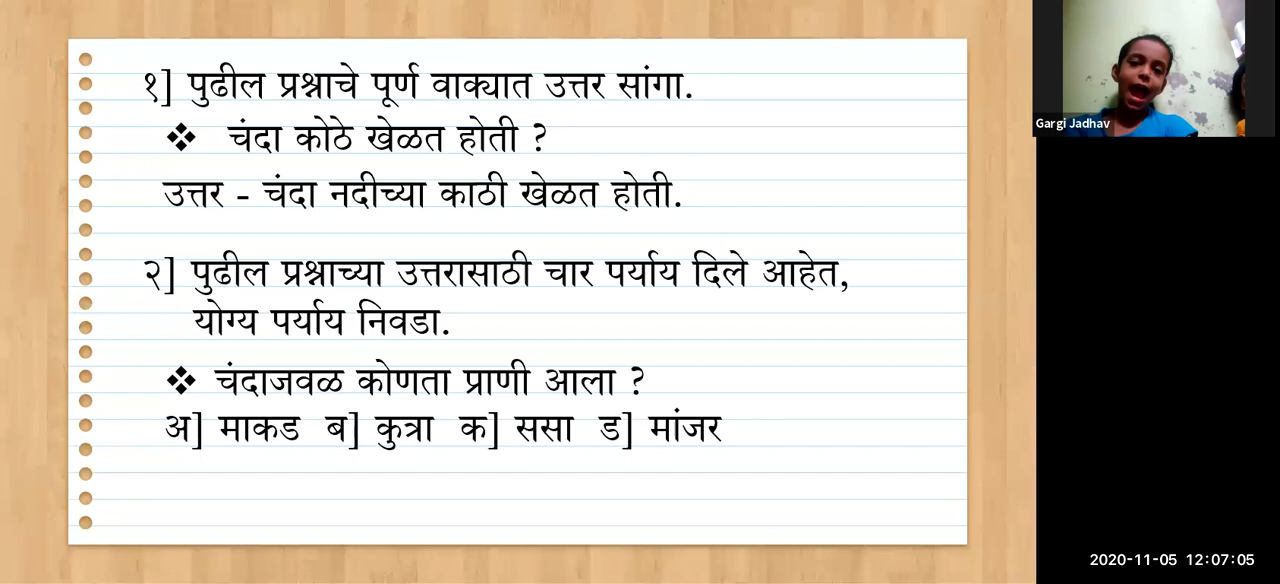 १] पुढील प्रश्नाचे पूर्ण वाक्यात उत्तर सांगा.
❖ चंदा कोठे खेळत होती ?
उत्तर - चंदा नदीच्या काठी खेळत होती.
२] पुढील प्रश्नाच्या उत्तरासाठी चार पर्याय दिले आहेत,
योग्य पर्याय निवडा.
❖ चंदाजवळ कोणता प्राणी आला ?
अ] माकड ब] कुत्रा क] ससा ड] मांजर
Gargi Jadhav
2020-11-05 12:07:05